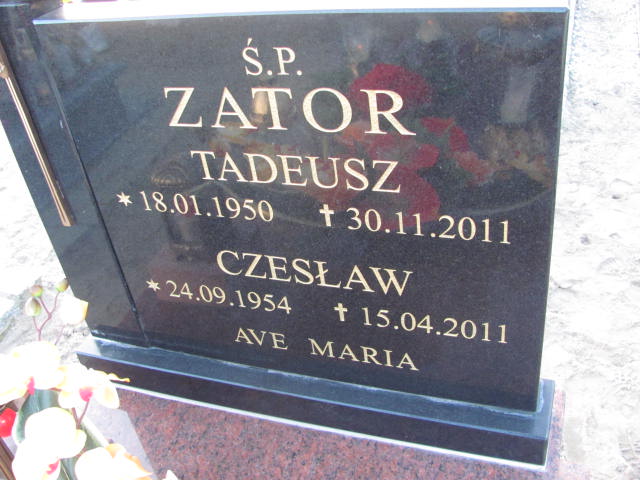 Ś.P.
ZATOR
TADEUSZ
* 18.01.1950 ✝ 30.11.2011
CZESŁAW
* 24.09.1954 ✝ 15.04.2011
AVE MARIA